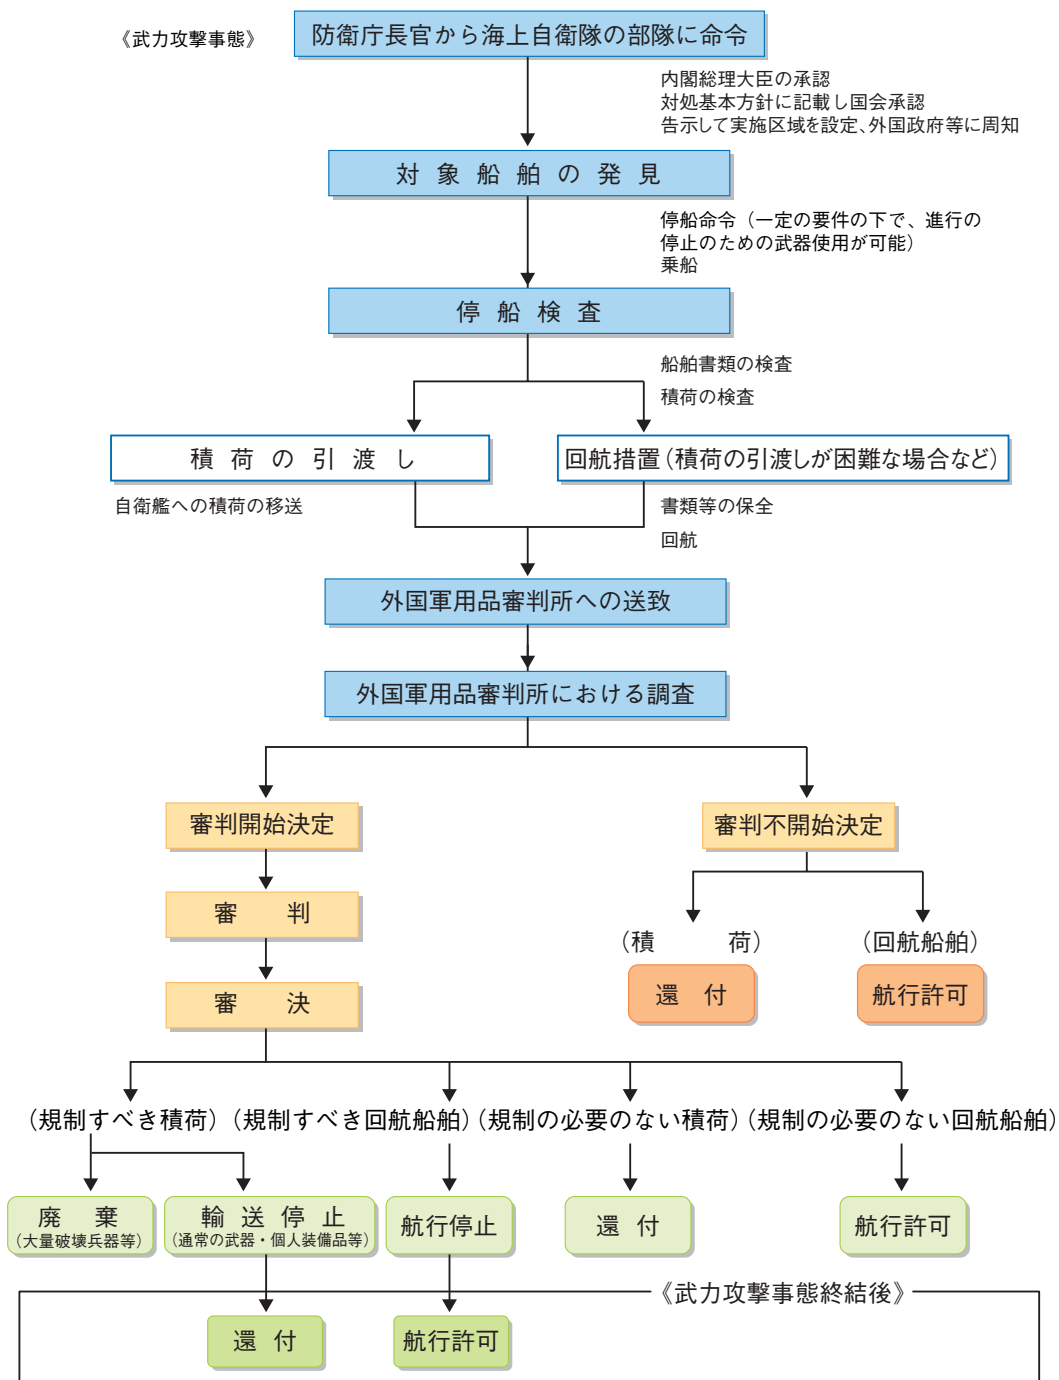 《武力攻撃事態》
防衛庁長官から海上自衛隊の部隊に命令
内閣総理大臣の承認
対処基本方針に記載し国会承認
告示して実施区域を設定、外国政府等に周知
対象船舶の発見
停船命令（一定の要件の下で、進行の
停止のための武器使用が可能）
乗船
停船検査
船舶書類の検査
積荷の検査
積荷の引渡し
回航措置（積荷の引渡しが困難な場合など）
自衛艦への積荷の移送
書類等の保全
回航
外国軍用品審判所への送致
外国軍用品審判所における調査
審判開始決定
審判不開始決定
審判
（積荷）
（回航船舶）
還付
航行許可
審決
（規制すべき積荷）
（規制すべき回航船舶）
（規制の必要のない積荷）
（規制の必要のない回航船舶）
廃棄
（大量破壊兵器等）
輸送停止
（通常の武器・個人装備品等）
航行停止
還付
航行許可
《武力攻撃事態終結後》
還付
航行許可